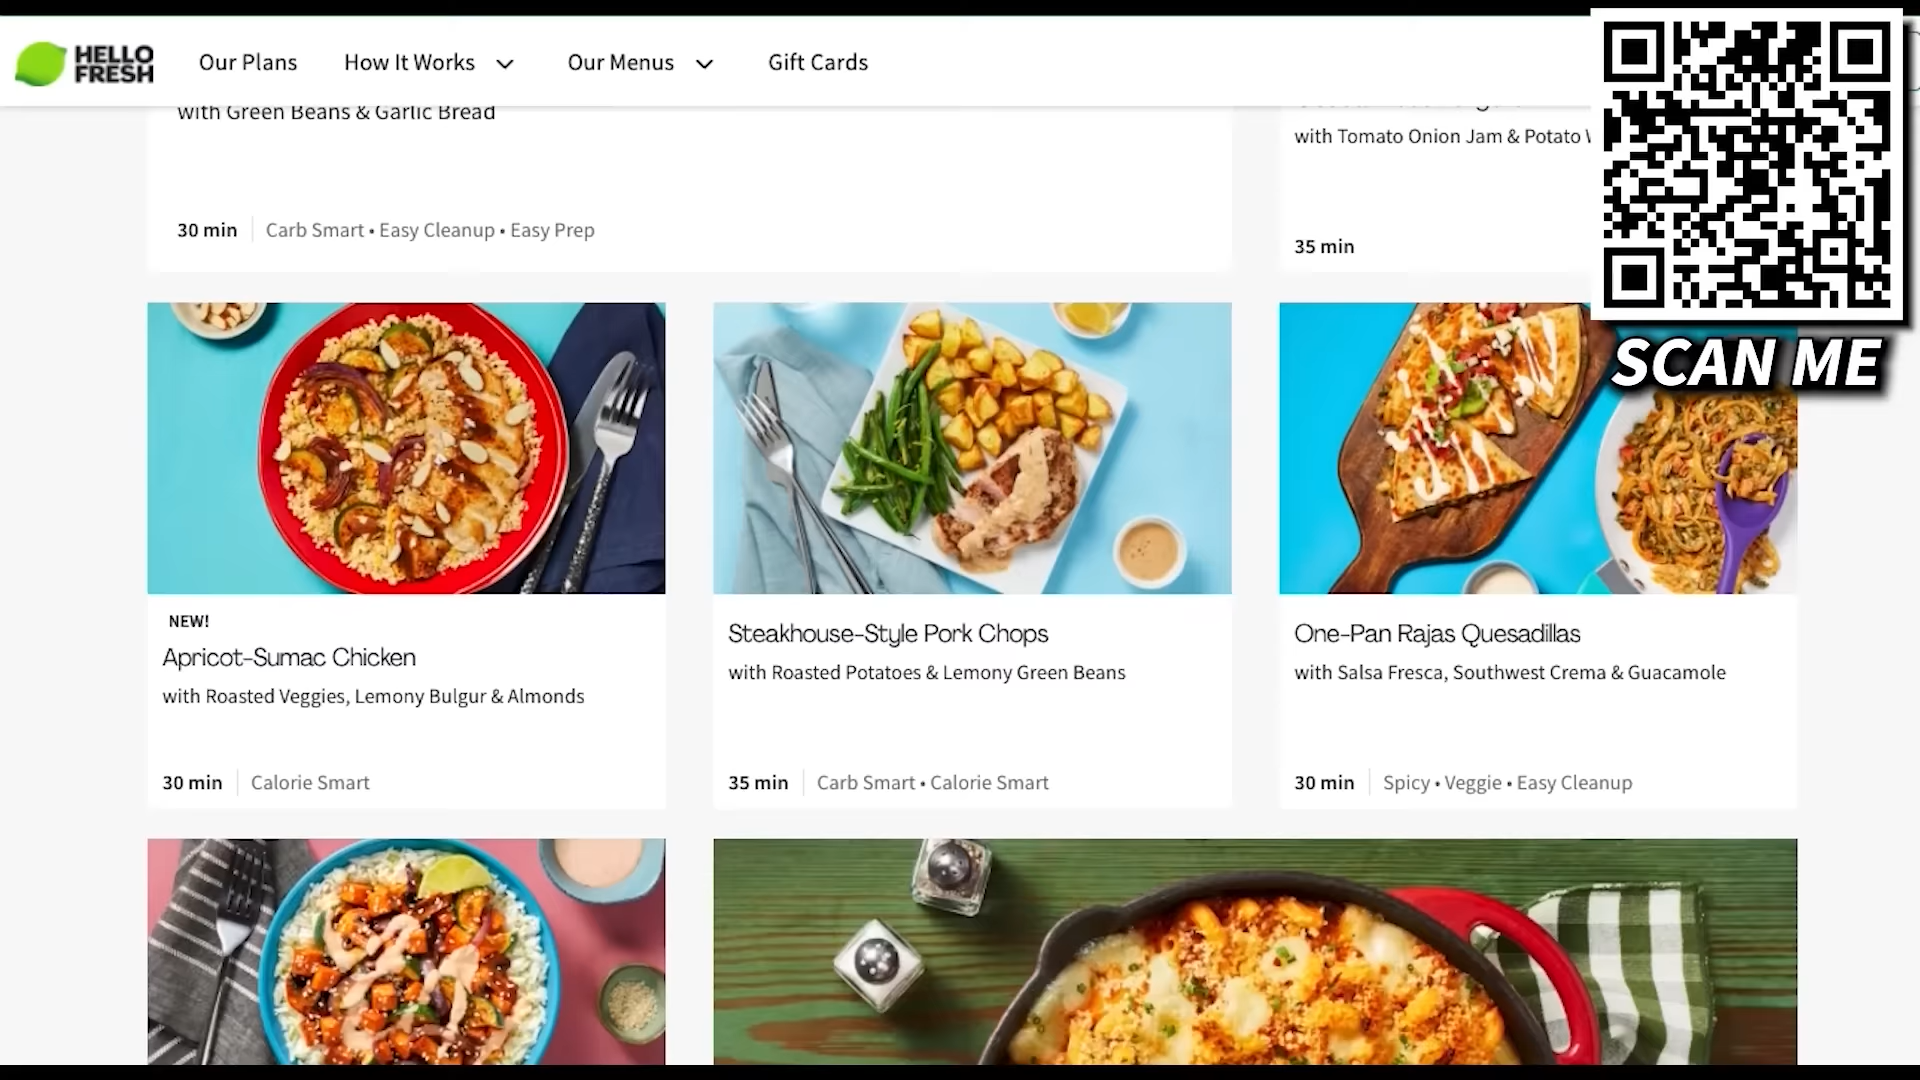 HELLO
FRESH
Our Plans
How It Works
Our Menus
Gift Cards
with Green Beans & Garlic Bread
30 min
Carb Smart • Easy Cleanup • Easy Prep
with Tomato Onion Jam & Potato
35 min
SCAN ME
NEW!
Apricot-Sumac Chicken
with Roasted Veggies, Lemony Bulgur & Almonds
30 min
Calorie Smart
Steakhouse-Style Pork Chops
with Roasted Potatoes & Lemony Green Beans
35 min
Carb Smart • Calorie Smart
One-Pan Rajas Quesadillas
with Salsa Fresca, Southwest Crema & Guacamole
30 min
Spicy • Veggie • Easy Cleanup